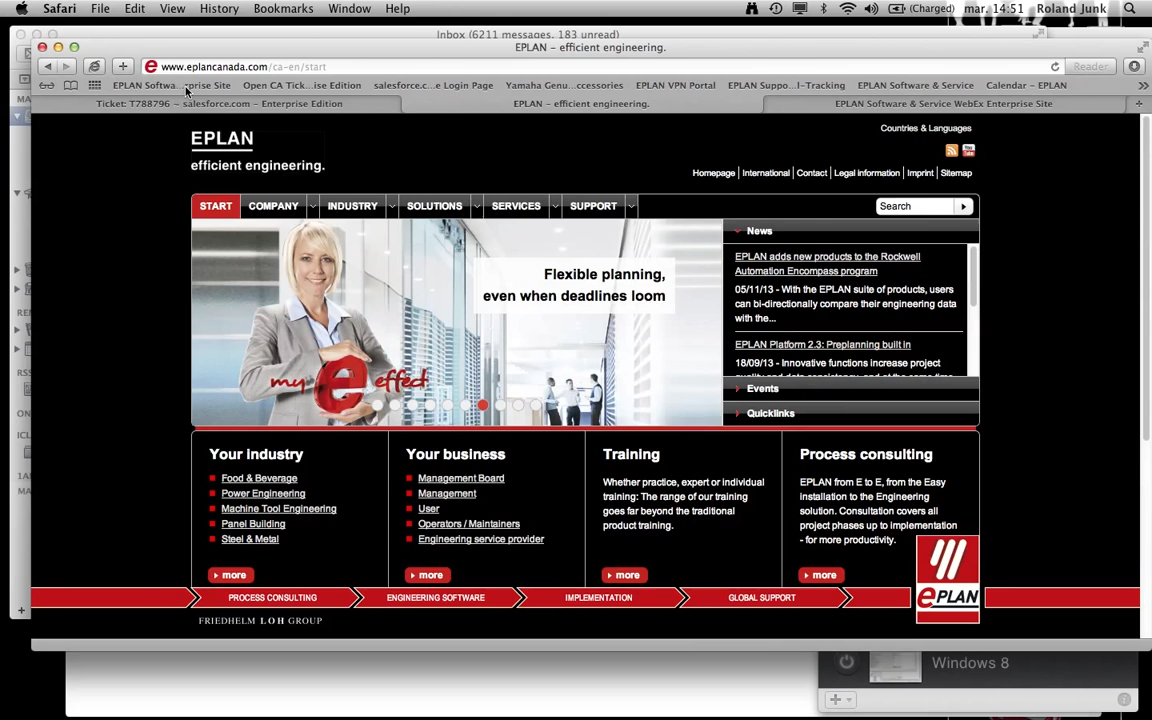 Safari File Edit View History Bookmarks Window Help (Charged) mar. 14:51 Roland Junk
Inbox (6211 messages, 183 unread)
EPLAN – efficient engineering.
www.eplancanada.com/ca-en/start Reader
EPLAN Softwa...prise Site Open CA Tick...ise Edition salesforce.c...e Login Page Yamaha Genu...ccessories EPLAN VPN Portal EPLAN Suppo...l-Tracking EPLAN Software & Service Calendar – EPLAN
Ticket: T788796 ~ salesforce.com – Enterprise Edition EPLAN – efficient engineering. EPLAN Software & Service WebEx Enterprise Site
EPLAN
efficient engineering.
Countries & Languages
Homepage International Contact Legal information Imprint Sitemap
START COMPANY INDUSTRY SOLUTIONS SERVICES SUPPORT Search
Flexible planning,
even when deadlines loom
my e effect
News
EPLAN adds new products to the Rockwell
Automation Encompass program
05/11/13 - With the EPLAN suite of products, users
can bi-directionally compare their engineering data
with the...
EPLAN Platform 2.3: Preplanning built in
18/09/13 - Innovative functions increase project
Events
Quicklinks
Your industry
Food & Beverage
Power Engineering
Machine Tool Engineering
Panel Building
Steel & Metal
more
Your business
Management Board
Management
User
Operators / Maintainers
Engineering service provider
more
Training
Whether practice, expert or individual
training: The range of our training
goes far beyond the traditional
product training.
more
Process consulting
EPLAN from E to E, from the Easy
installation to the Engineering
solution. Consultation covers all
project phases up to implementation
- for more productivity.
more
PROCESS CONSULTING ENGINEERING SOFTWARE IMPLEMENTATION GLOBAL SUPPORT
ePLAN
FRIEDHELM LOH GROUP
Windows 8